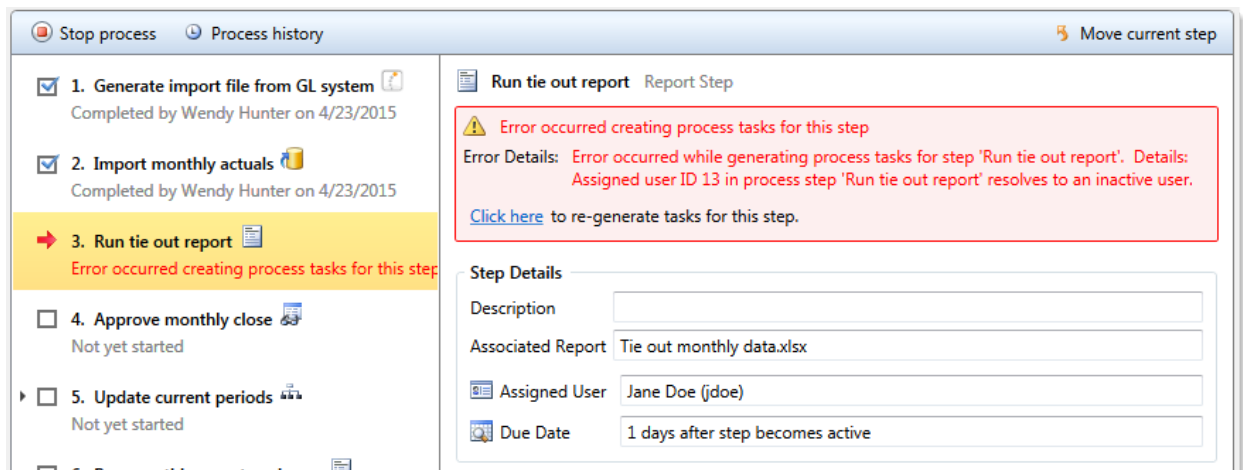 Stop process Process history Move current step
1. Generate import file from GL system
Completed by Wendy Hunter on 4/23/2015
2. Import monthly actuals
Completed by Wendy Hunter on 4/23/2015
3. Run tie out report
Error occurred creating process tasks for this step
4. Approve monthly close
Not yet started
5. Update current periods
Not yet started
Run tie out report Report Step
Error occurred creating process tasks for this step
Error Details: Error occurred while generating process tasks for step 'Run tie out report'. Details:
Assigned user ID 13 in process step 'Run tie out report' resolves to an inactive user.
Click here to re-generate tasks for this step.
Step Details
Description
Associated Report Tie out monthly data.xlsx
Assigned User Jane Doe (jdoe)
Due Date 1 days after step becomes active